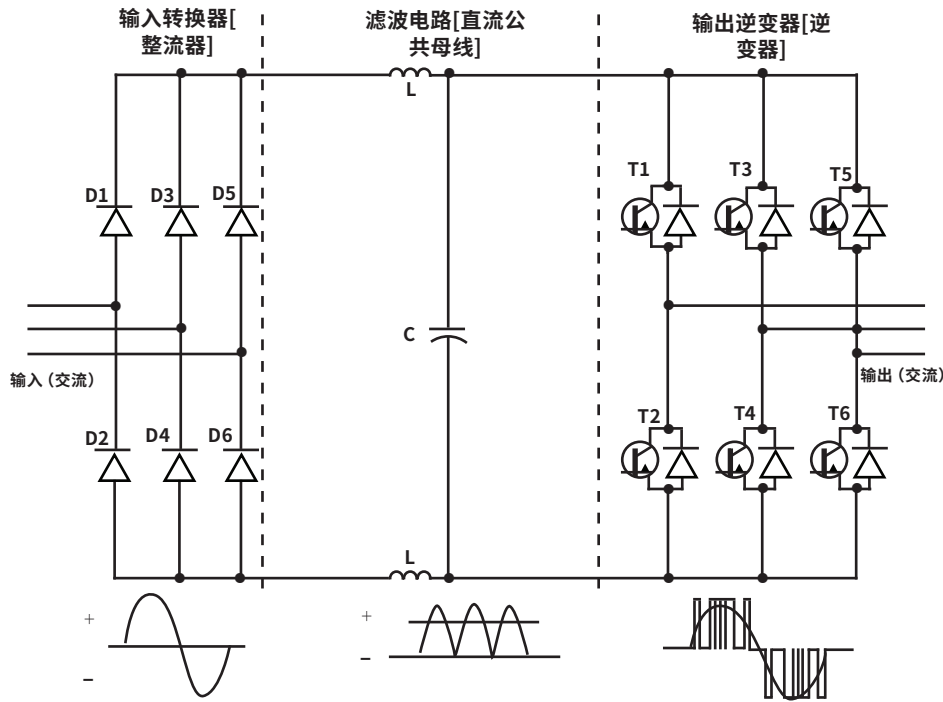 输入转换器[
整流器]
滤波电路[直流公
共母线]
输出逆变器[逆
变器]
L
T1
T3
T5
D1
D3
D5
C
输入（交流）
输出（交流）
D2
D4
D6
T2
T4
T6
L
+
+
−
−